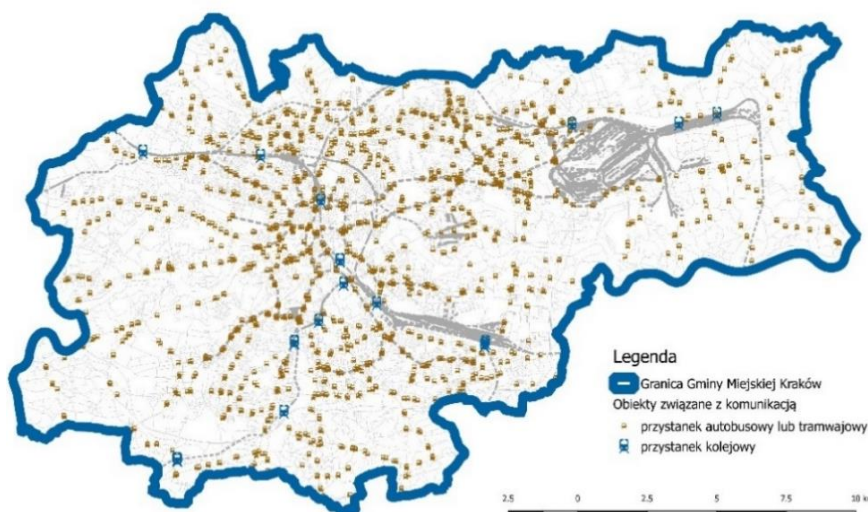 Legenda
Granica Gminy Miejskiej Kraków
Obiekty związane z komunikacją
przystanek autobusowy lub tramwajowy
przystanek kolejowy
2.5 0 2.5 5 7.5 10